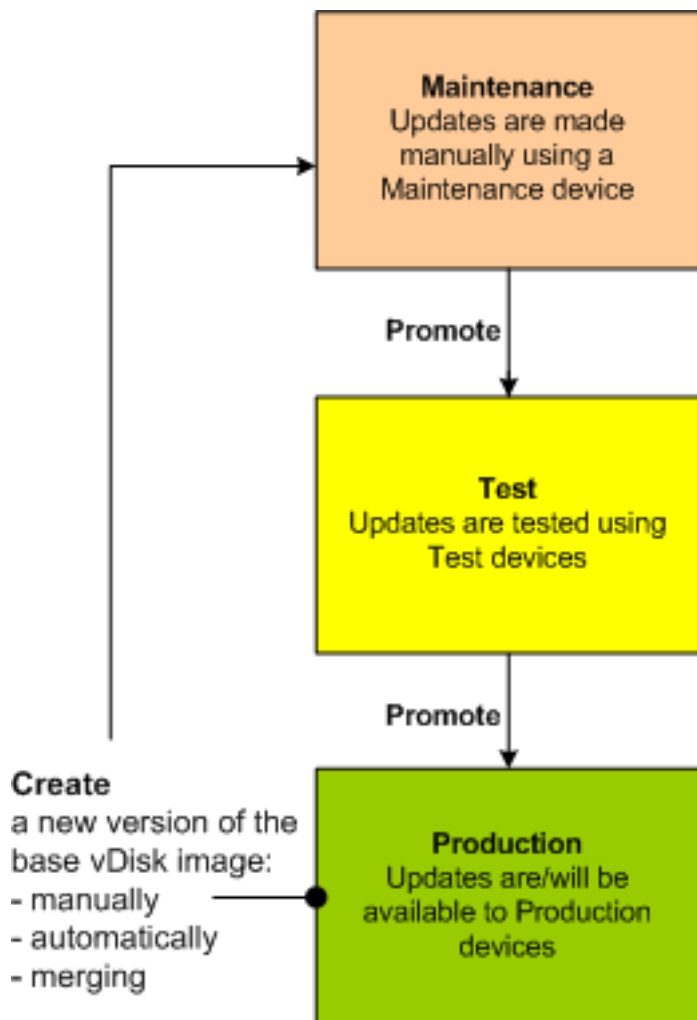 Maintenance
Updates are made
manually using a
Maintenance device
Promote
Test
Updates are tested using
Test devices
Promote
Create
a new version of the
base vDisk image:
- manually
- automatically
- merging
Production
Updates are/will be
available to Production
devices